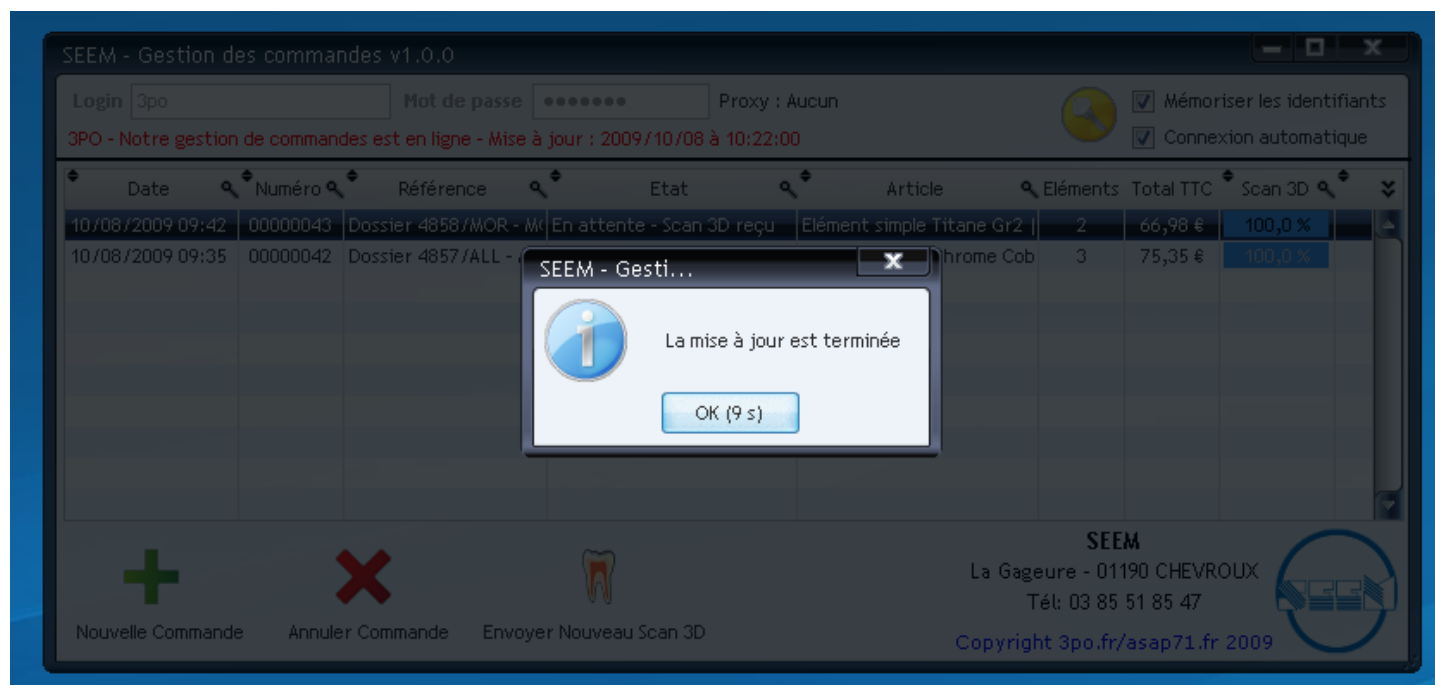 SEEM - Gestion des commandes v1.0.0
Login 3po Mot de passe ●●●●●●● Proxy : Aucun Mémoriser les identifiants
3PO - Notre gestion de commandes est en ligne - Mise à jour : 2009/10/08 à 10:22:00 Connexion automatique
Date Numéro Référence Etat Article Eléments Total TTC Scan 3D
10/08/2009 09:42 00000043 Dossier 4858/MOR - En attente - Scan 3D reçu Elément simple Titane Gr2 | 2 66,98 € 100,0 %
10/08/2009 09:35 00000042 Dossier 4857/ALL - Cob 3 75,35 € 100,0 %
SEEM - Gesti...
La mise à jour est terminée
OK (9 s)
SEEM
La Gageure - 01190 CHEVROUX
Tél: 03 85 51 85 47
Copyright 3po.fr/asap71.fr 2009
SEEM
Nouvelle Commande Annuler Commande Envoyer Nouveau Scan 3D